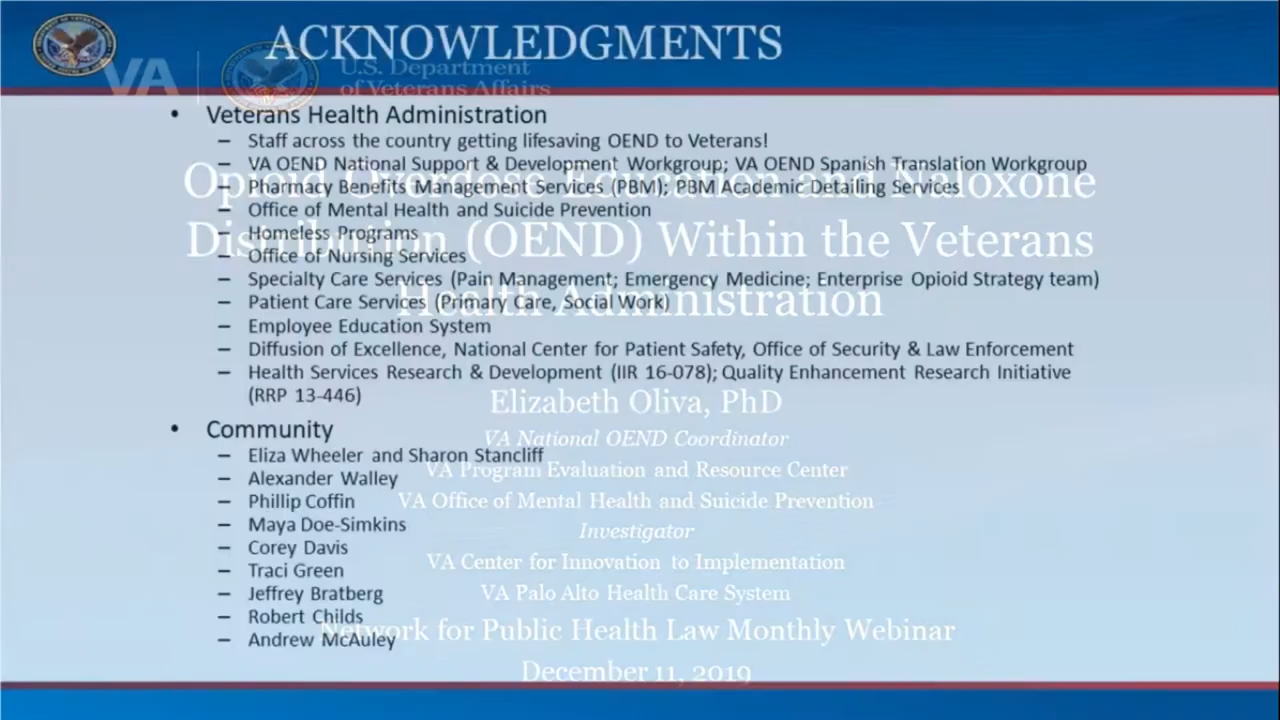 ACKNOWLEDGMENTS
VA
U.S. Department
of Veterans Affairs
• Veterans Health Administration
– Staff across the country getting lifesaving OEND to Veterans!
– VA OEND National Support & Development Workgroup; VA OEND Spanish Translation Workgroup
– Pharmacy Benefits Management Services (PBM); PBM Academic Detailing Services
– Office of Mental Health and Suicide Prevention
– Homeless Programs
– Office of Nursing Services
– Specialty Care Services (Pain Management; Emergency Medicine; Enterprise Opioid Strategy team)
– Patient Care Services (Primary Care, Social Work)
– Employee Education System
– Diffusion of Excellence, National Center for Patient Safety, Office of Security & Law Enforcement
– Health Services Research & Development (IIR 16-078); Quality Enhancement Research Initiative
(RRP 13-446)
• Community
– Eliza Wheeler and Sharon Stancliff
– Alexander Walley
– Phillip Coffin
– Maya Doe-Simkins
– Corey Davis
– Traci Green
– Jeffrey Bratberg
– Robert Childs
– Andrew McAuley
Opioid Overdose Education and Naloxone
Distribution (OEND) Within the Veterans
Health Administration
Elizabeth Oliva, PhD
VA National OEND Coordinator
VA Program Evaluation and Resource Center
VA Office of Mental Health and Suicide Prevention
Investigator
VA Center for Innovation to Implementation
VA Palo Alto Health Care System
Network for Public Health Law Monthly Webinar
December 11, 2019